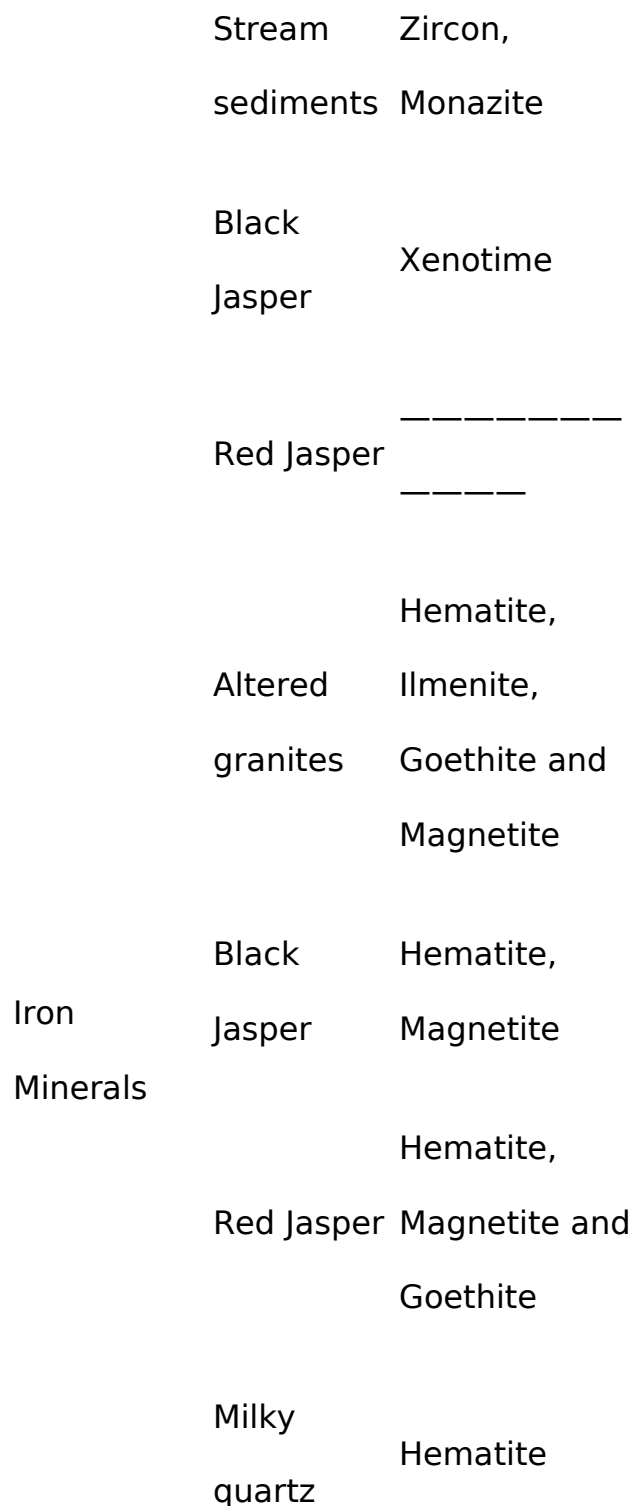 Stream
sediments
Zircon,
Monazite
Black
Jasper
Xenotime
Red Jasper
———————
————
Iron
Minerals
Altered
granites
Hematite,
Ilmenite,
Goethite and
Magnetite
Black
Jasper
Hematite,
Magnetite
Red Jasper
Hematite,
Magnetite and
Goethite
Milky
quartz
Hematite